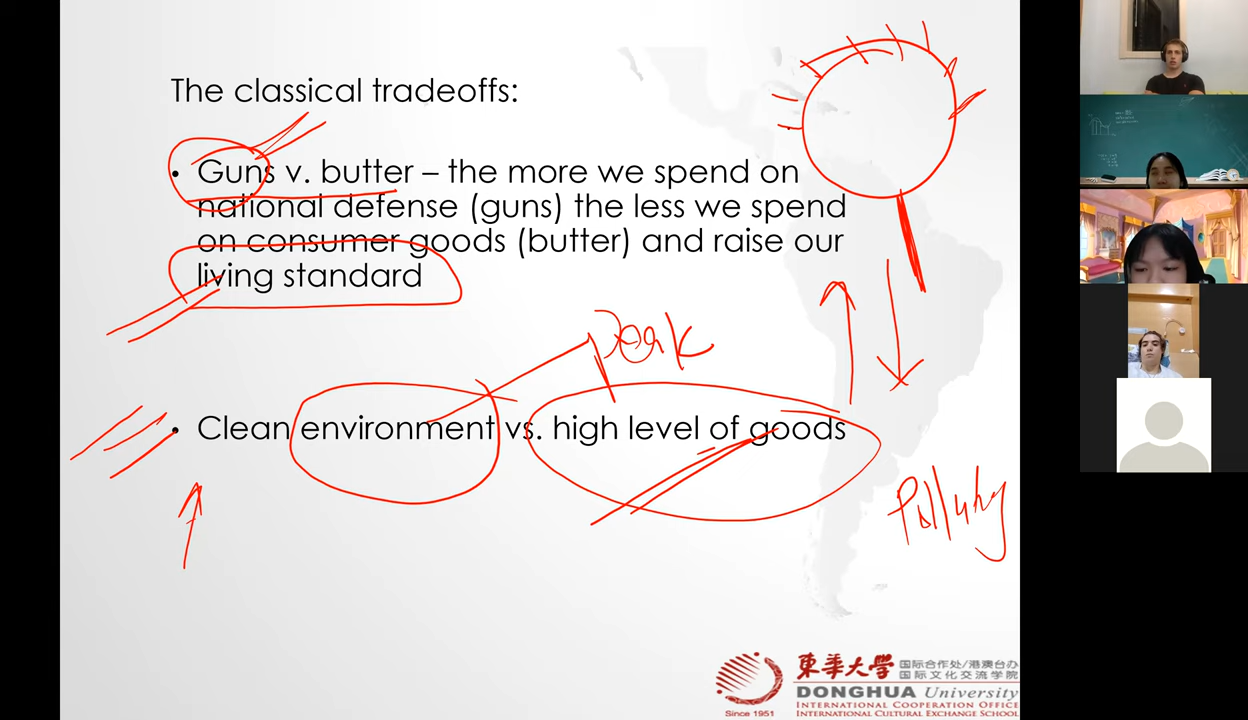 The classical tradeoffs:
• Guns v. butter – the more we spend on
national defense (guns) the less we spend
on consumer goods (butter) and raise our
living standard
Peak
• Clean environment vs. high level of goods
東華大学 国际合作处/港澳台办
国际文化交流学院
DONGHUA University
INTERNATIONAL COOPERATION OFFICE
Since 1951 INTERNATIONAL CULTURAL EXCHANGE SCHOOL